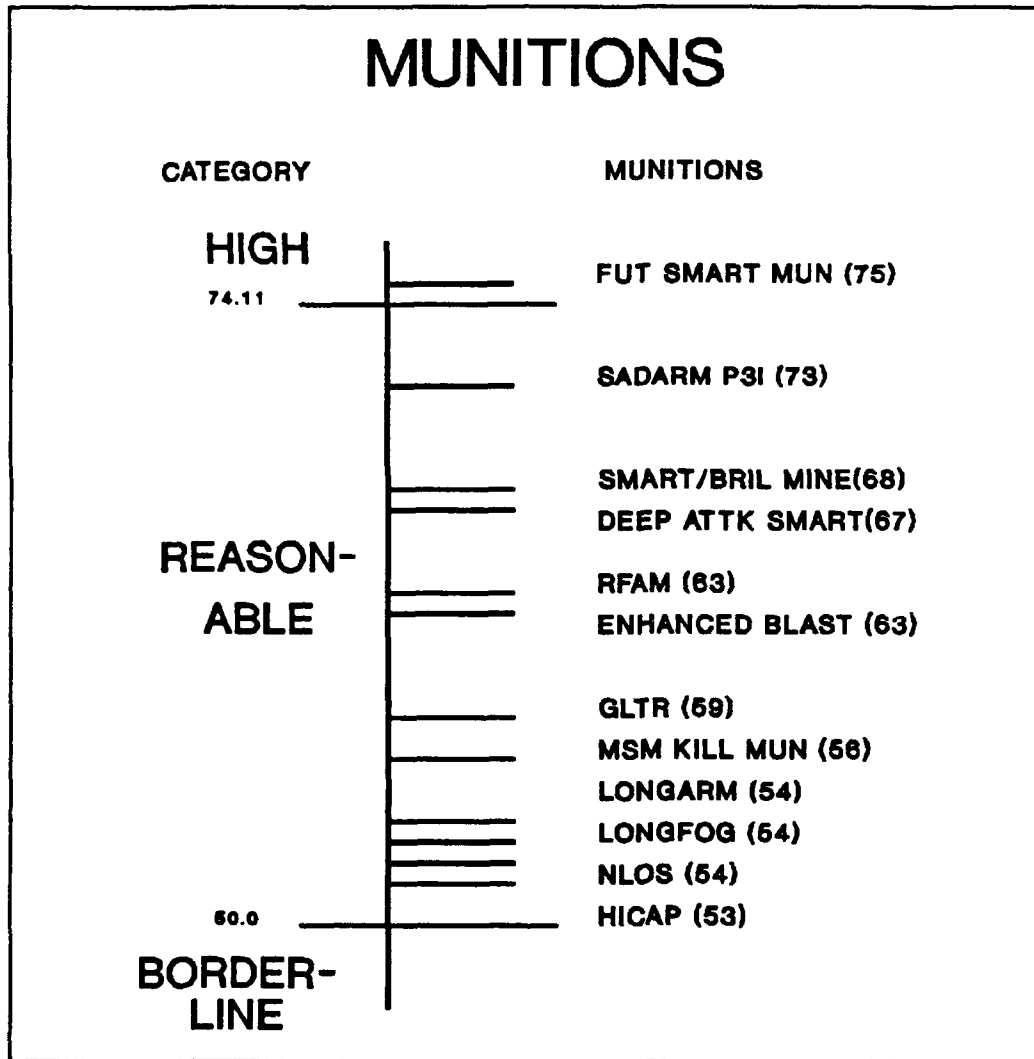 MUNITIONS
CATEGORY MUNITIONS
HIGH
74.11
FUT SMART MUN (75)
SADARM P3I (73)
SMART/BRIL MINE(68)
DEEP ATTK SMART(67)
REASON-
ABLE
RFAM (63)
ENHANCED BLAST (63)
GLTR (59)
MSM KILL MUN (56)
LONGARM (54)
LONGFOG (54)
NLOS (54)
HICAP (53)
50.0
BORDER-
LINE